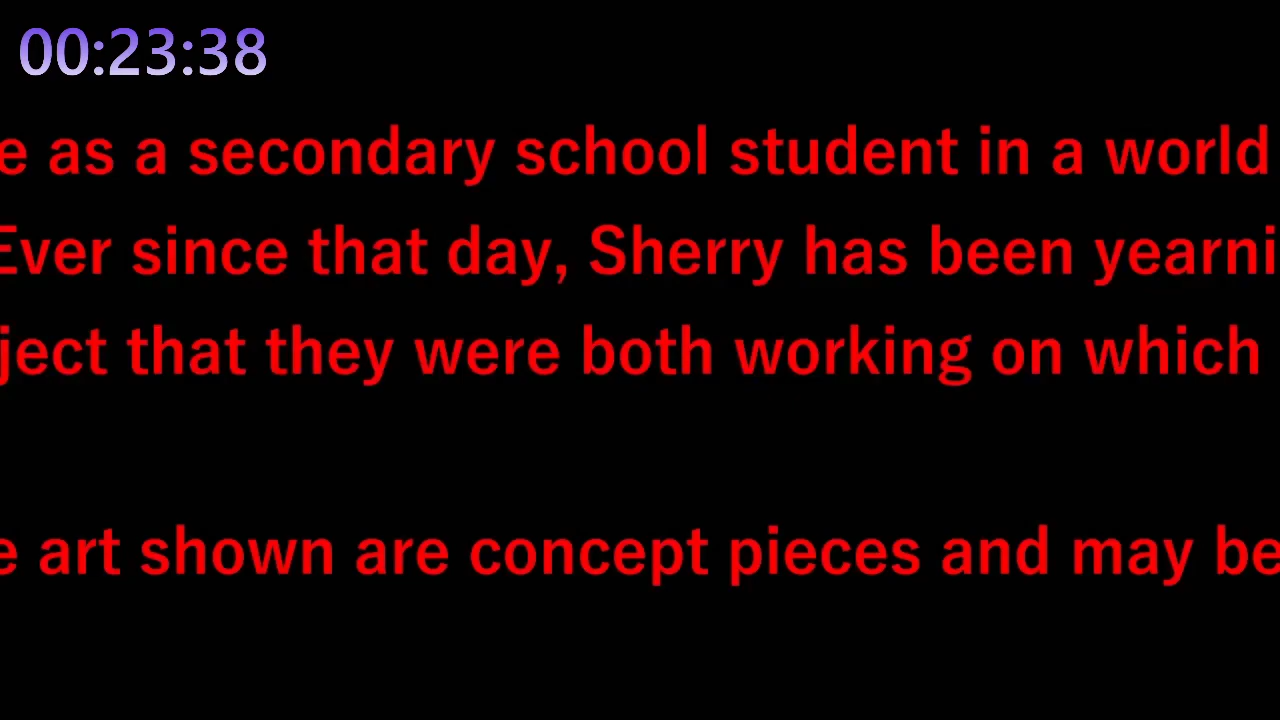 00:23:38
e as a secondary school student in a world
Ever since that day, Sherry has been yearni
ject that they were both working on which
e art shown are concept pieces and may be